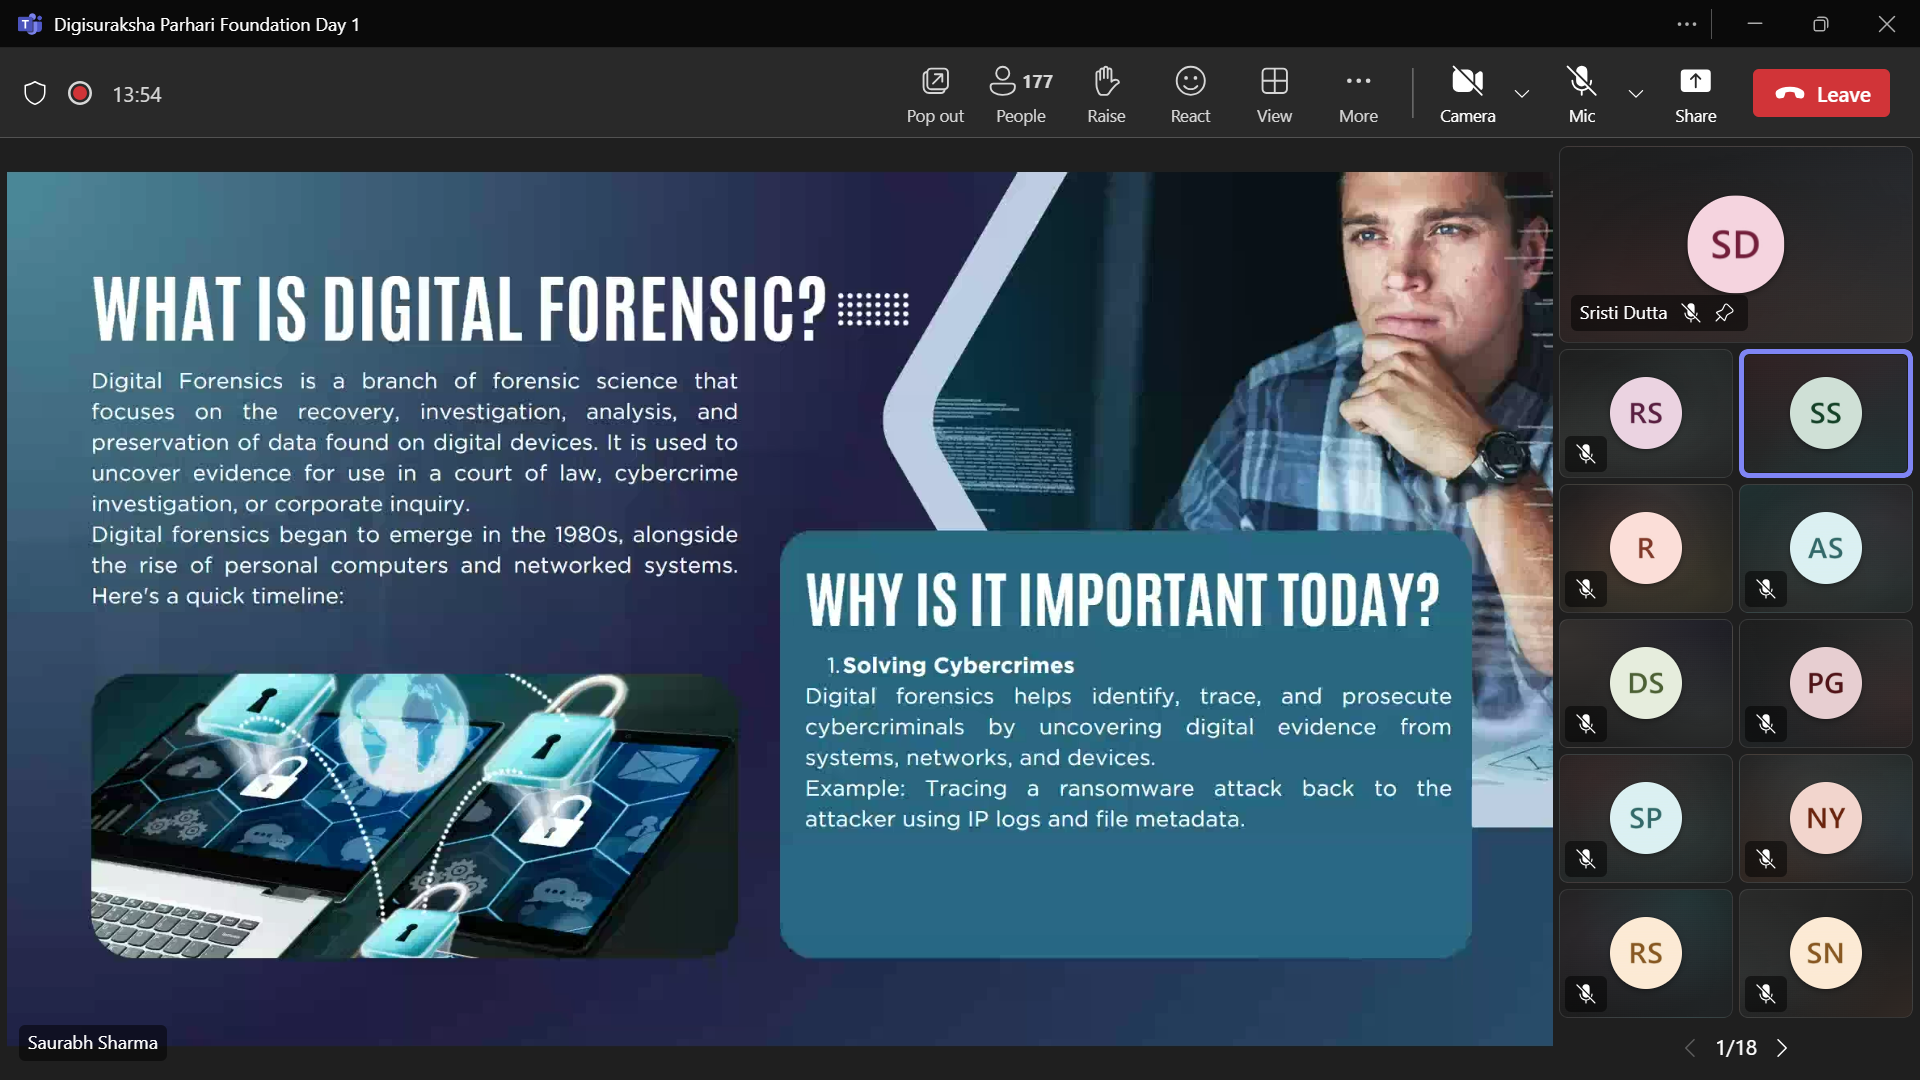 Digisuraksha Parhari Foundation Day 1
13:54
Pop out
177
People
Raise
React
View
More
Camera
Mic
Share
Leave
WHAT IS DIGITAL FORENSIC?
Digital Forensics is a branch of forensic science that
focuses on the recovery, investigation, analysis, and
preservation of data found on digital devices. It is used to
uncover evidence for use in a court of law, cybercrime
investigation, or corporate inquiry.
Digital forensics began to emerge in the 1980s, alongside
the rise of personal computers and networked systems.
Here's a quick timeline:
WHY IS IT IMPORTANT TODAY?
1. Solving Cybercrimes
Digital forensics helps identify, trace, and prosecute
cybercriminals by uncovering digital evidence from
systems, networks, and devices.
Example: Tracing a ransomware attack back to the
attacker using IP logs and file metadata.
Saurabh Sharma
SD
Sristi Dutta
RS
SS
R
AS
DS
PG
SP
NY
RS
SN
1/18